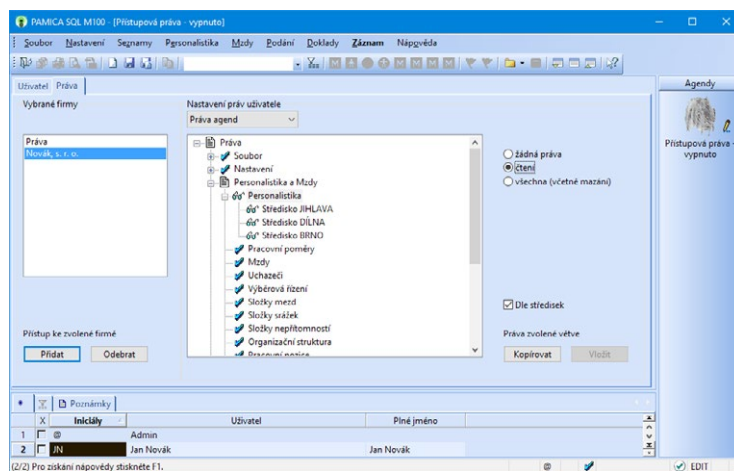 PAMICA SQL M100 - [Přístupová práva - vypnuto]
Soubor Nastavení Seznamy Personalistika Mzdy Podání Doklady Záznam Nápověda
Uživatel Práva
Agendy
Vybrané firmy
Nastavení práv uživatele
Práva agend
Práva
Novák, s. r. o.
Práva
Soubor
Nastavení
Personalistika a Mzdy
Personalistika
Středisko JIHLAVA
Středisko DÍLNA
Středisko BRNO
Pracovní poměry
Mzdy
Uchazeči
Výběrová řízení
Složky mezd
Složky srážek
Složky nepřítomností
Organizační struktura
Pracovní pozice
žádná práva
čtení
všechna (včetně mazání)
Přístupová práva -
vypnuto
Dle středisek
Přístup ke zvolené firmě
Práva zvolené větve
Přidat Odebrat
Kopírovat Vložit
Poznámky
X Iniciály Uživatel Plné jméno
1 @ Admin
2 JN Jan Novák Jan Novák
(2/2) Pro získání nápovědy stiskněte F1.
@ EDIT